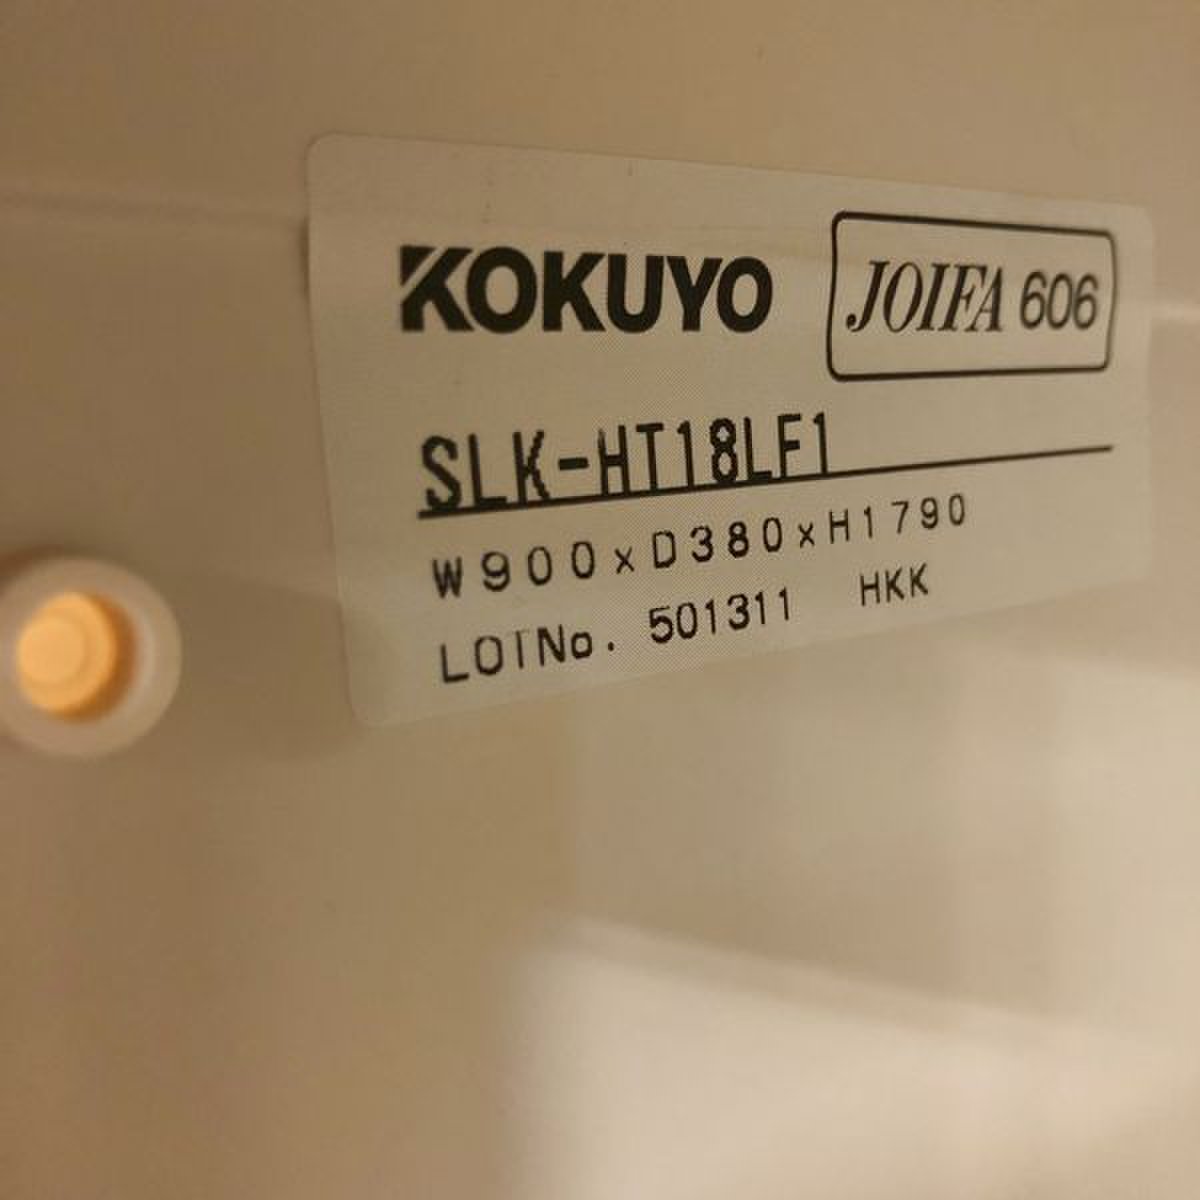 KOKUYO JOIFA 606
SLK-HT18LF1
W900×D380×H1790
LOTNo. 501311 HKK